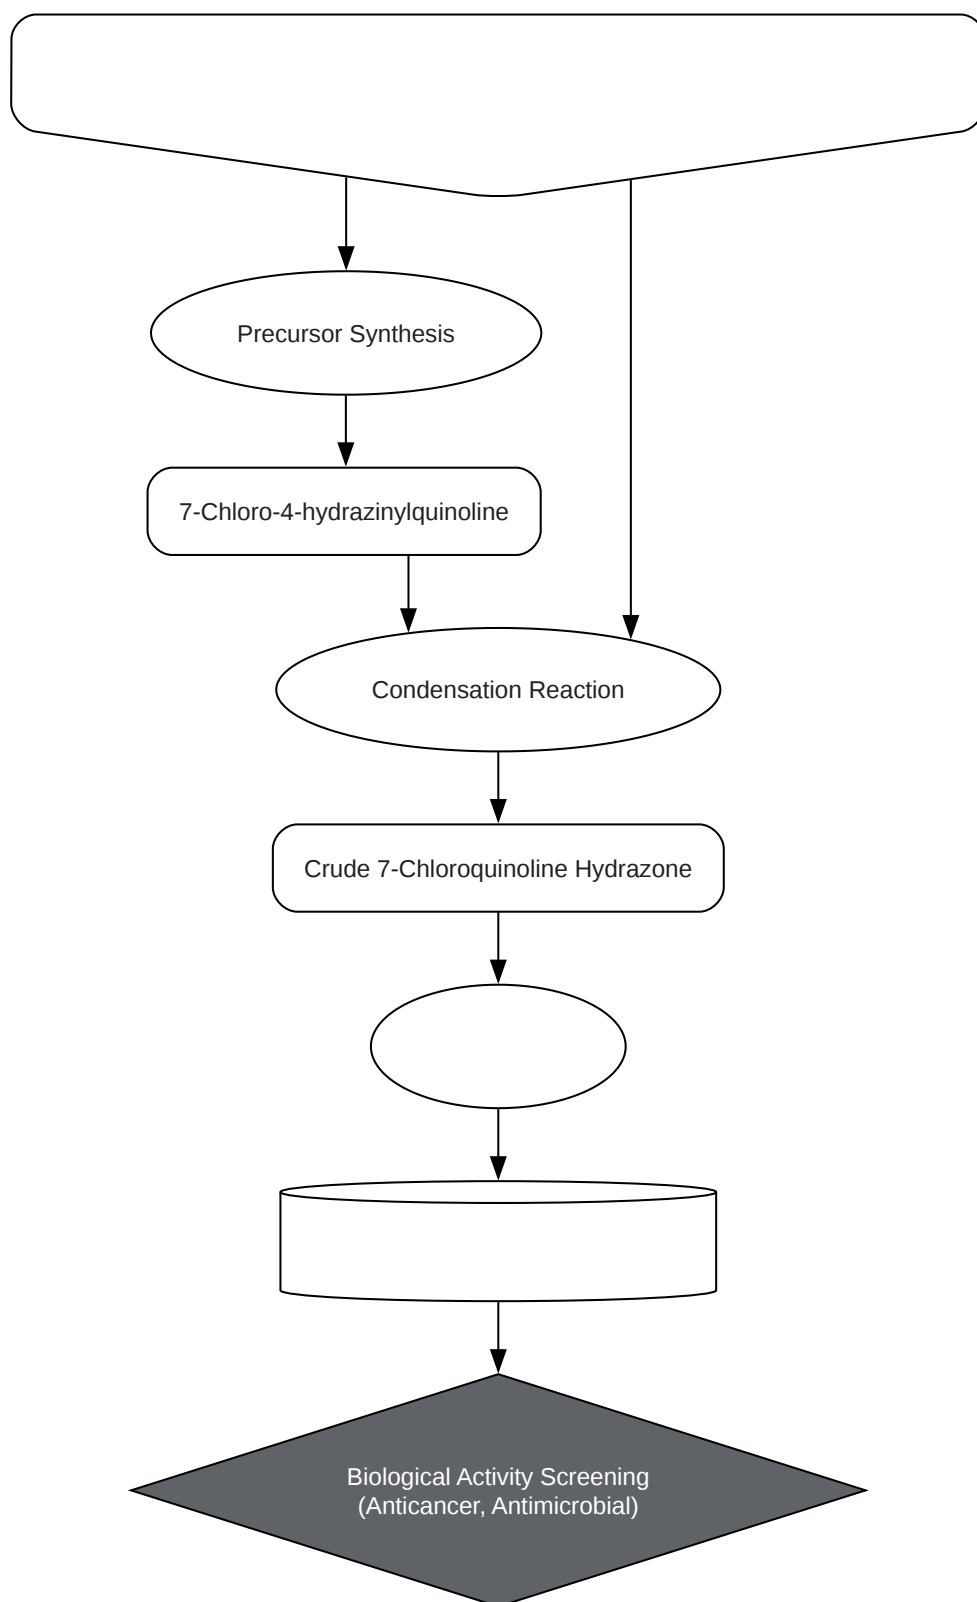 Precursor Synthesis
7-Chloro-4-hydrazinylquinoline
Condensation Reaction
Crude 7-Chloroquinoline Hydrazone
Biological Activity Screening
(Anticancer, Antimicrobial)